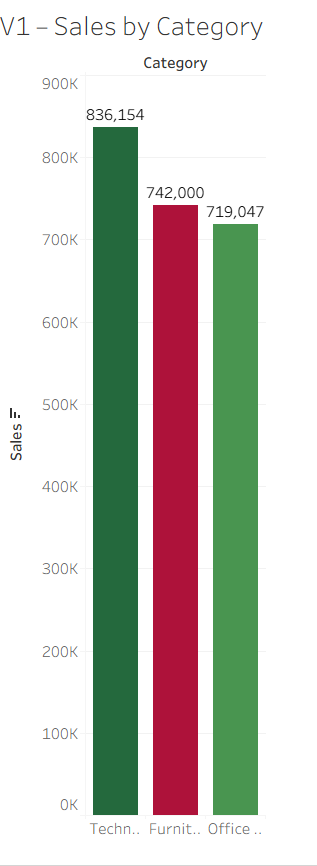 V1 – Sales by Category
Category
900K
836,154
800K
742,000
719,047
700K
600K
500K
Sales
400K
300K
200K
100K
0K
Techn.. Furnit.. Office ..